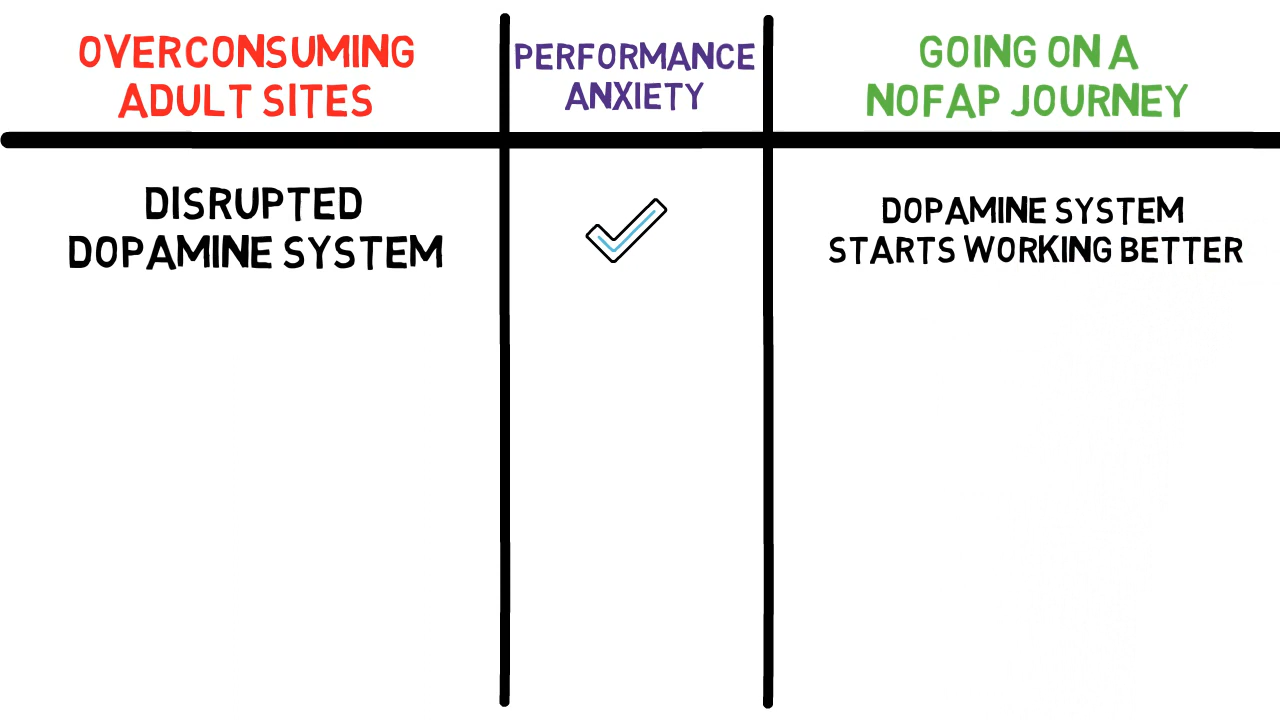 OVERCONSUMING
ADULT SITES
PERFORMANCE
ANXIETY
GOING ON A
NOFAP JOURNEY
DISRUPTED
DOPAMINE SYSTEM
DOPAMINE SYSTEM
STARTS WORKING BETTER